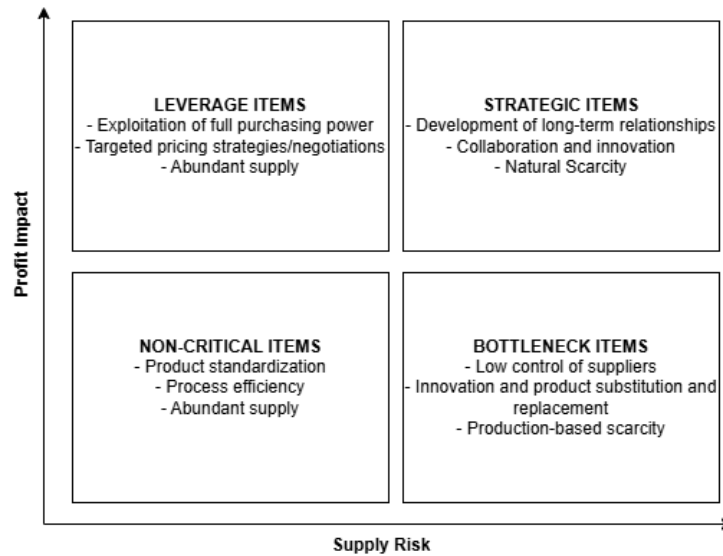 Profit Impact
LEVERAGE ITEMS
- Exploitation of full purchasing power
- Targeted pricing strategies/negotiations
- Abundant supply
STRATEGIC ITEMS
- Development of long-term relationships
- Collaboration and innovation
- Natural Scarcity
NON-CRITICAL ITEMS
- Product standardization
- Process efficiency
- Abundant supply
BOTTLENECK ITEMS
- Low control of suppliers
- Innovation and product substitution and
replacement
- Production-based scarcity
Supply Risk